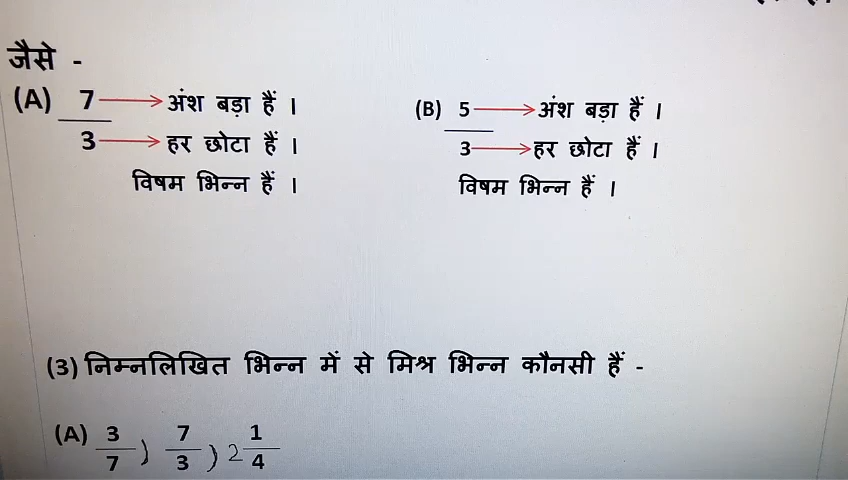 जैसे -
(A) 7 → अंश बड़ा हैं । (B) 5 → अंश बड़ा हैं ।
3 → हर छोटा हैं । 3 → हर छोटा हैं ।
विषम भिन्न हैं । विषम भिन्न हैं ।
(3) निम्नलिखित भिन्न में से मिश्र भिन्न कौनसी हैं -
(A) 3/7 , 7/3 , 2 1/4